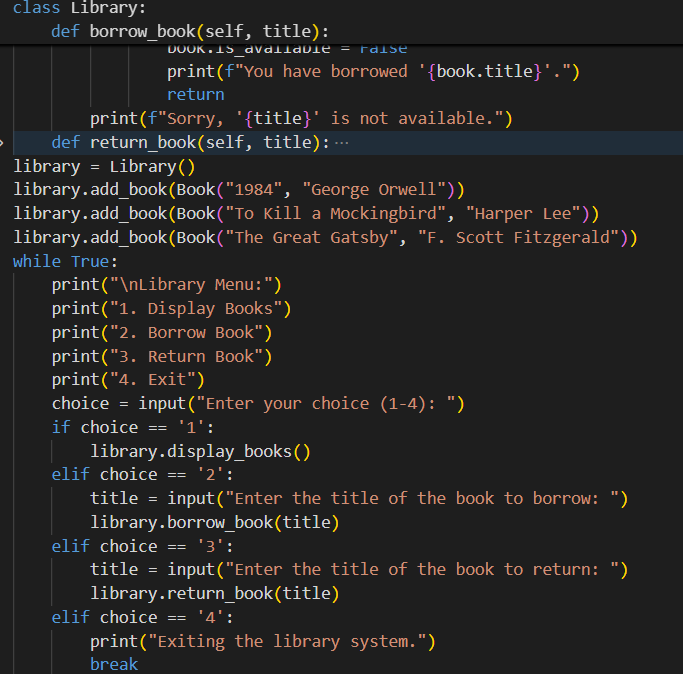 class Library:
    def borrow_book(self, title):
                book.is_available = False
                print(f"You have borrowed '{book.title}'.")
                return
        print(f"Sorry, '{title}' is not available.")
    def return_book(self, title): ···
library = Library()
library.add_book(Book("1984", "George Orwell"))
library.add_book(Book("To Kill a Mockingbird", "Harper Lee"))
library.add_book(Book("The Great Gatsby", "F. Scott Fitzgerald"))
while True:
    print("\nLibrary Menu:")
    print("1. Display Books")
    print("2. Borrow Book")
    print("3. Return Book")
    print("4. Exit")
    choice = input("Enter your choice (1-4): ")
    if choice == '1':
        library.display_books()
    elif choice == '2':
        title = input("Enter the title of the book to borrow: ")
        library.borrow_book(title)
    elif choice == '3':
        title = input("Enter the title of the book to return: ")
        library.return_book(title)
    elif choice == '4':
        print("Exiting the library system.")
        break